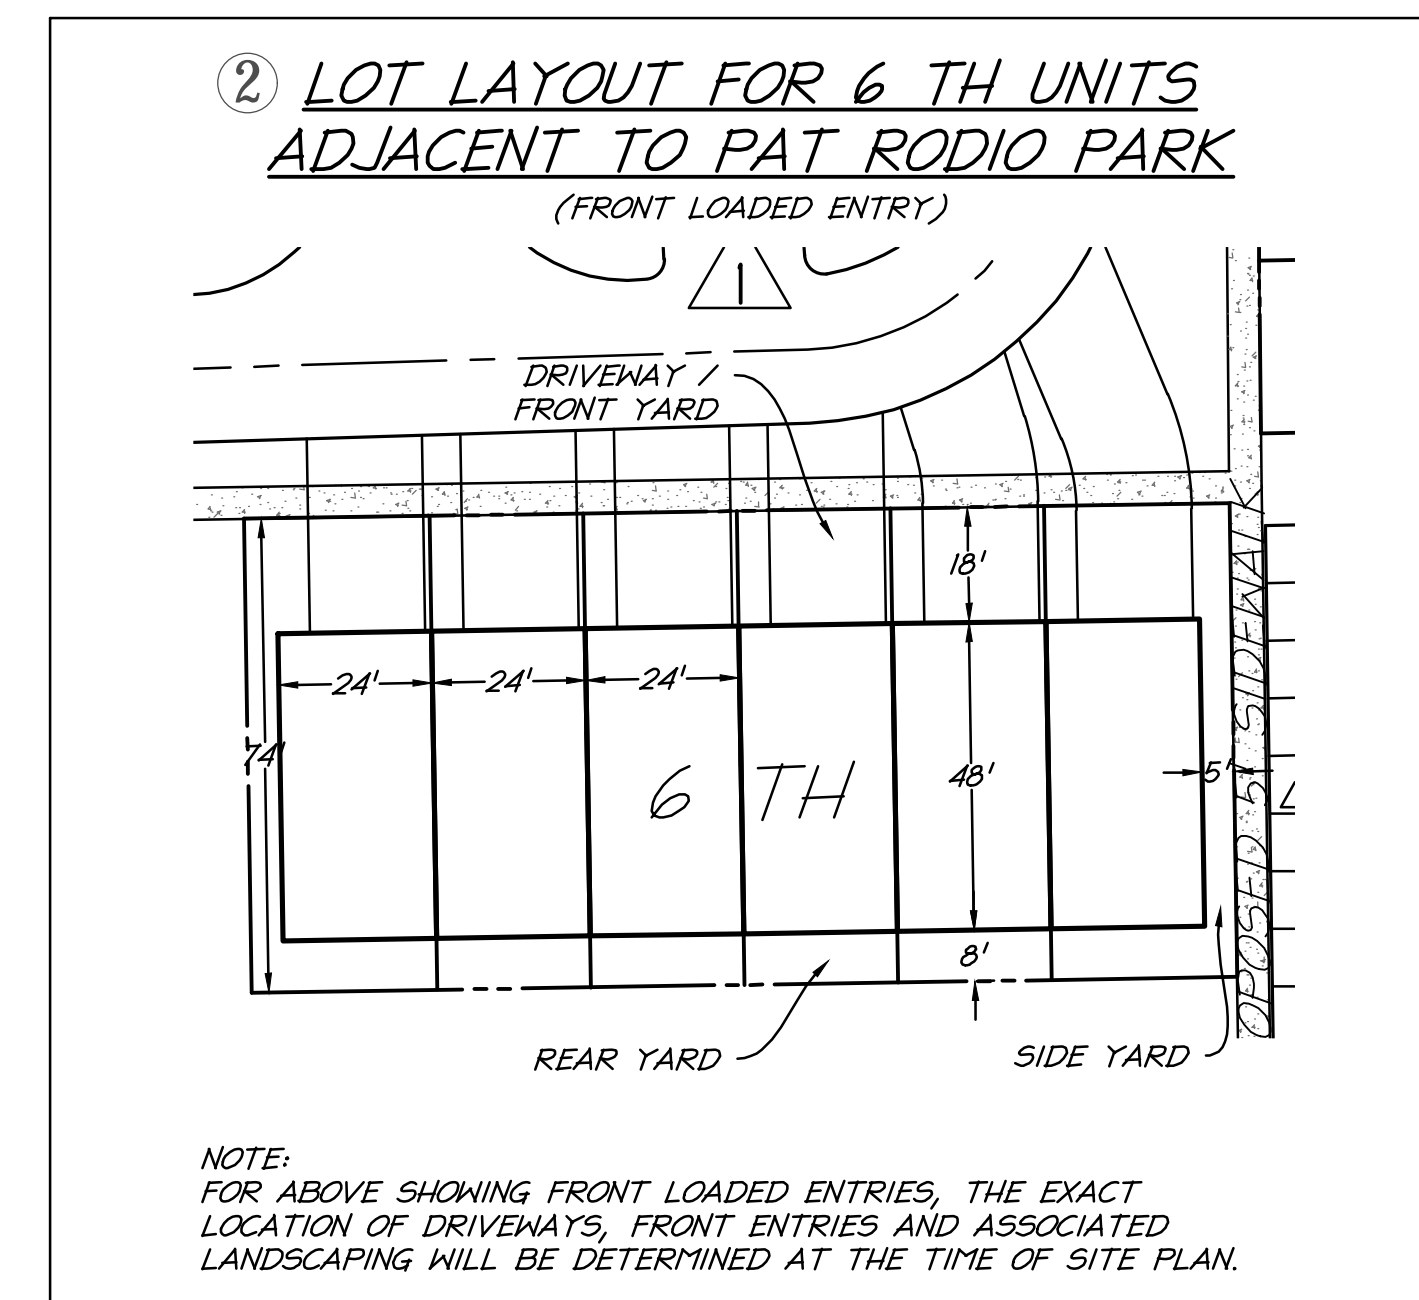 2 LOT LAYOUT FOR 6 TH UNITS
ADJACENT TO PAT RODIO PARK
(FRONT LOADED ENTRY)
1
DRIVEWAY /
FRONT YARD
18'
24' 24' 24'
74'
6 TH
48'
5'
8'
REAR YARD
SIDE YARD
5' SIDEWAL
NOTE:
FOR ABOVE SHOWING FRONT LOADED ENTRIES, THE EXACT
LOCATION OF DRIVEWAYS, FRONT ENTRIES AND ASSOCIATED
LANDSCAPING WILL BE DETERMINED AT THE TIME OF SITE PLAN.